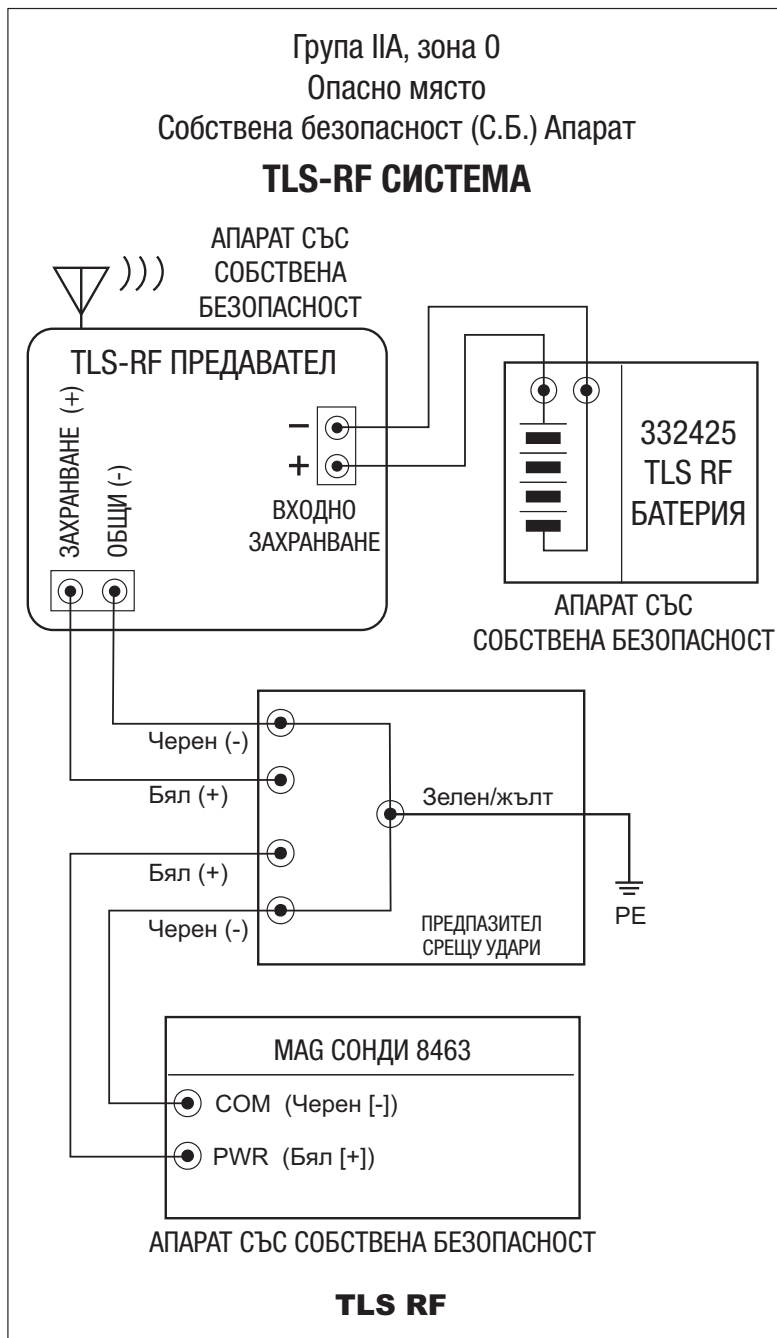 Група IIA, зона 0
Опасно място
Собствена безопасност (С.Б.) Апарат
TLS-RF СИСТЕМА
АПАРАТ СЪС
СОБСТВЕНА
БЕЗОПАСНОСТ
TLS-RF ПРЕДАВАТЕЛ
ЗАХРАНВАНЕ (+)
ОБЩИ (-)
–
+
ВХОДНО
ЗАХРАНВАНЕ
332425
TLS RF
БАТЕРИЯ
АПАРАТ СЪС
СОБСТВЕНА БЕЗОПАСНОСТ
Черен (-)
Бял (+)
Бял (+)
Черен (-)
Зелен/жълт
PE
ПРЕДПАЗИТЕЛ
СРЕЩУ УДАРИ
MAG СОНДИ 8463
COM (Черен [-])
PWR (Бял [+])
АПАРАТ СЪС СОБСТВЕНА БЕЗОПАСНОСТ
TLS RF